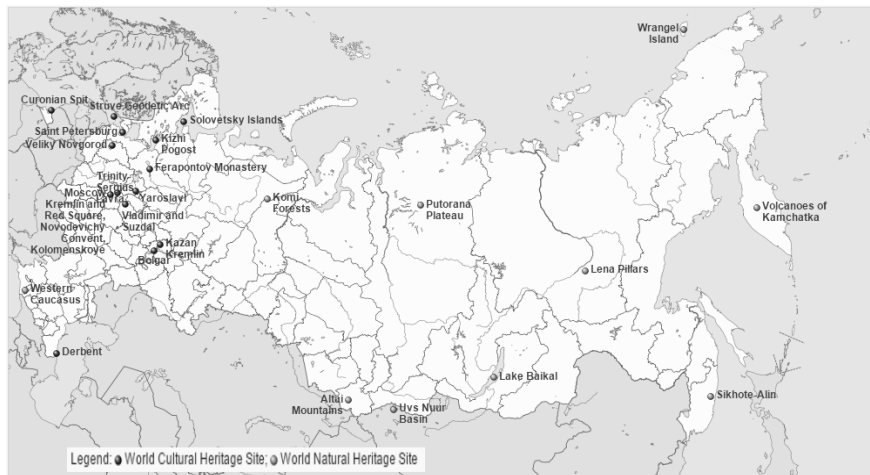 Wrangel
Island
Curonian Spit
Struve Geodetic Arc
Solovetsky Islands
Saint Petersburg
Veliky Novgorod
Kizhi
Pogost
Ferapontov Monastery
Trinity-
Sergius
Lavra
Moscow
Kremlin and
Red Square,
Novodevichy
Convent,
Kolomenskoye
Yaroslavl
Vladimir and
Suzdal
Komi
Forests
Putorana
Plateau
Volcanoes of
Kamchatka
Kazan
Kremlin
Bolgar
Lena Pillars
Western
Caucasus
Derbent
Lake Baikal
Altai
Mountains
Uvs Nuur
Basin
Sikhote-Alin
Legend: World Cultural Heritage Site; World Natural Heritage Site